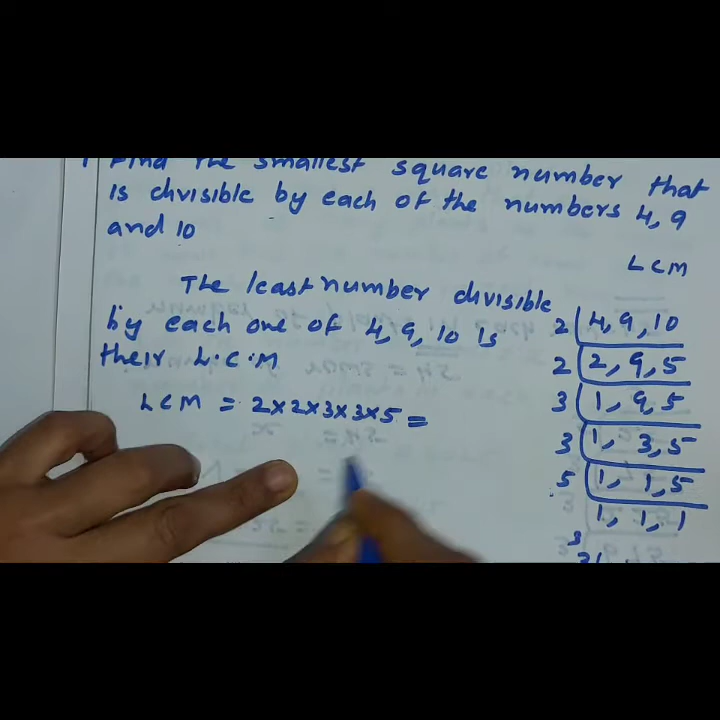 Find the smallest square number that
is divisible by each of the numbers 4, 9
and 10
LCM
The least number divisible
by each one of 4, 9, 10 is
their L.C.M
LCM = 2×2×3×3×5 =
2 4, 9, 10
2 2, 9, 5
3 1, 9, 5
3 1, 3, 5
5 1, 1, 5
1, 1, 1
3